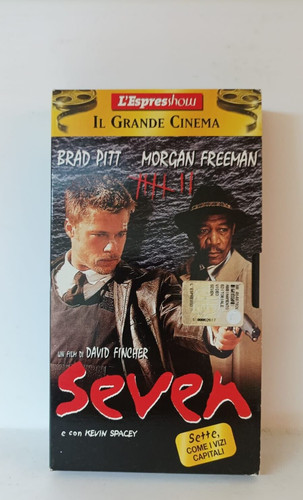 L'Espresshow
IL GRANDE CINEMA
BRAD PITT MORGAN FREEMAN
UN FILM DI DAVID FINCHER
seven
e con KEVIN SPACEY
Sette,
COME I VIZI
CAPITALI